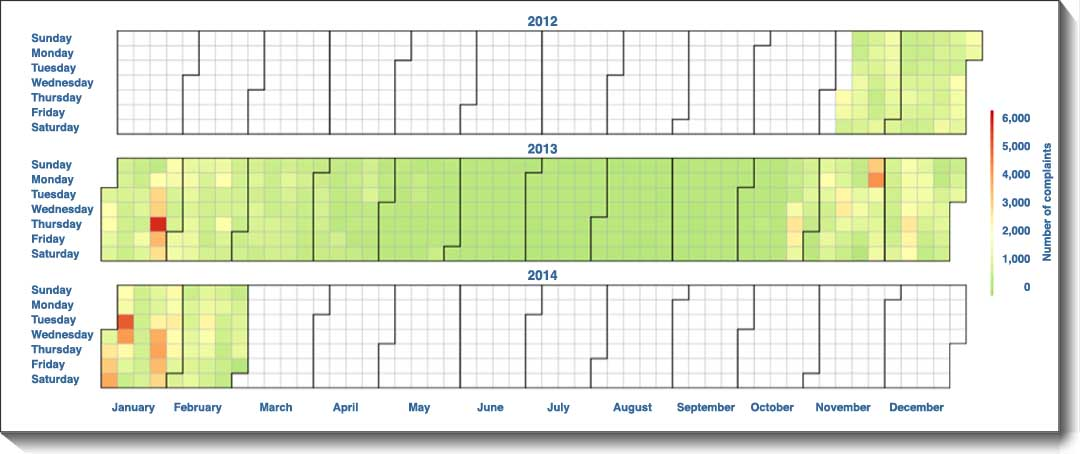 2012
Sunday
Monday
Tuesday
Wednesday
Thursday
Friday
Saturday
2013
Sunday
Monday
Tuesday
Wednesday
Thursday
Friday
Saturday
2014
Sunday
Monday
Tuesday
Wednesday
Thursday
Friday
Saturday
January February March April May June July August September October November December
6,000
5,000
4,000
3,000
2,000
1,000
0
Number of complaints